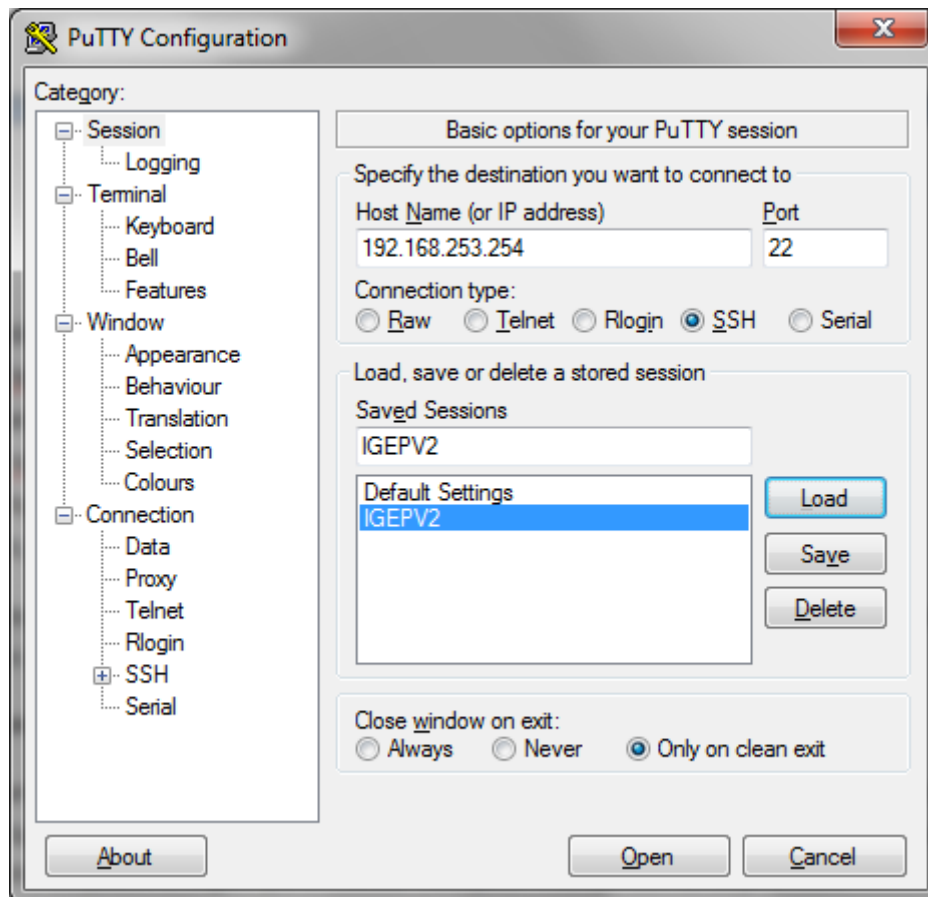 PuTTY Configuration
Category:
Session
Logging
Terminal
Keyboard
Bell
Features
Window
Appearance
Behaviour
Translation
Selection
Colours
Connection
Data
Proxy
Telnet
Rlogin
SSH
Serial
Basic options for your PuTTY session
Specify the destination you want to connect to
Host Name (or IP address) Port
192.168.253.254 22
Connection type:
Raw Telnet Rlogin SSH Serial
Load, save or delete a stored session
Saved Sessions
IGEPV2
Default Settings
IGEPV2
Load
Save
Delete
Close window on exit:
Always Never Only on clean exit
About Open Cancel